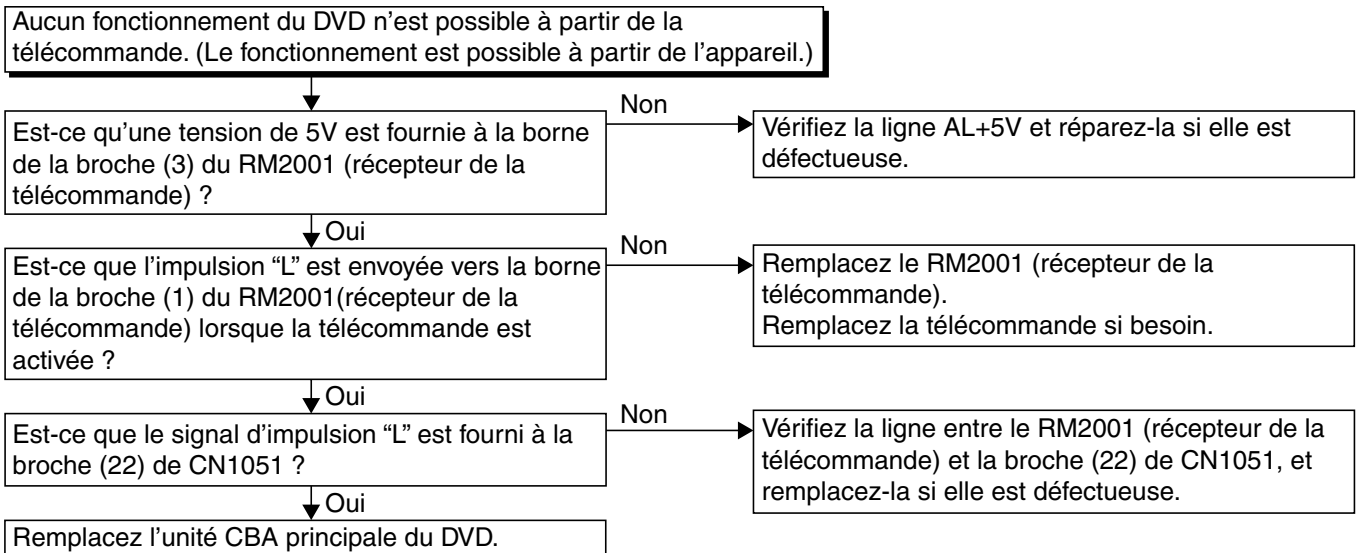 Aucun fonctionnement du DVD n’est possible à partir de la
télécommande. (Le fonctionnement est possible à partir de l’appareil.)
Est-ce qu’une tension de 5V est fournie à la borne
de la broche (3) du RM2001 (récepteur de la
télécommande) ?
Non
Vérifiez la ligne AL+5V et réparez-la si elle est
défectueuse.
Oui
Est-ce que l’impulsion “L” est envoyée vers la borne
de la broche (1) du RM2001(récepteur de la
télécommande) lorsque la télécommande est
activée ?
Non
Remplacez le RM2001 (récepteur de la
télécommande).
Remplacez la télécommande si besoin.
Oui
Est-ce que le signal d’impulsion “L” est fourni à la
broche (22) de CN1051 ?
Non
Vérifiez la ligne entre le RM2001 (récepteur de la
télécommande) et la broche (22) de CN1051, et
remplacez-la si elle est défectueuse.
Oui
Remplacez l’unité CBA principale du DVD.